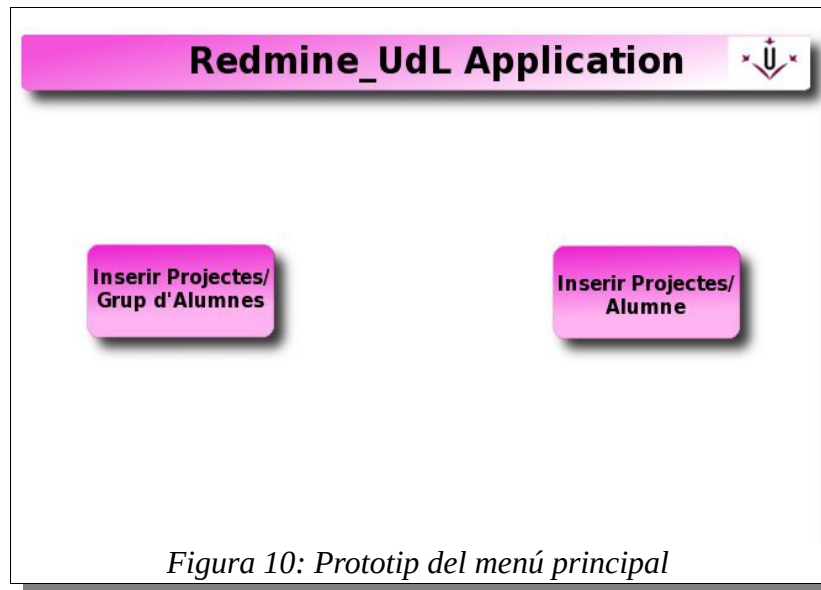 Redmine_UdL Application
Ü
Inserir Projectes/
Grup d'Alumnes
Inserir Projectes/
Alumne
Figura 10: Prototip del menú principal